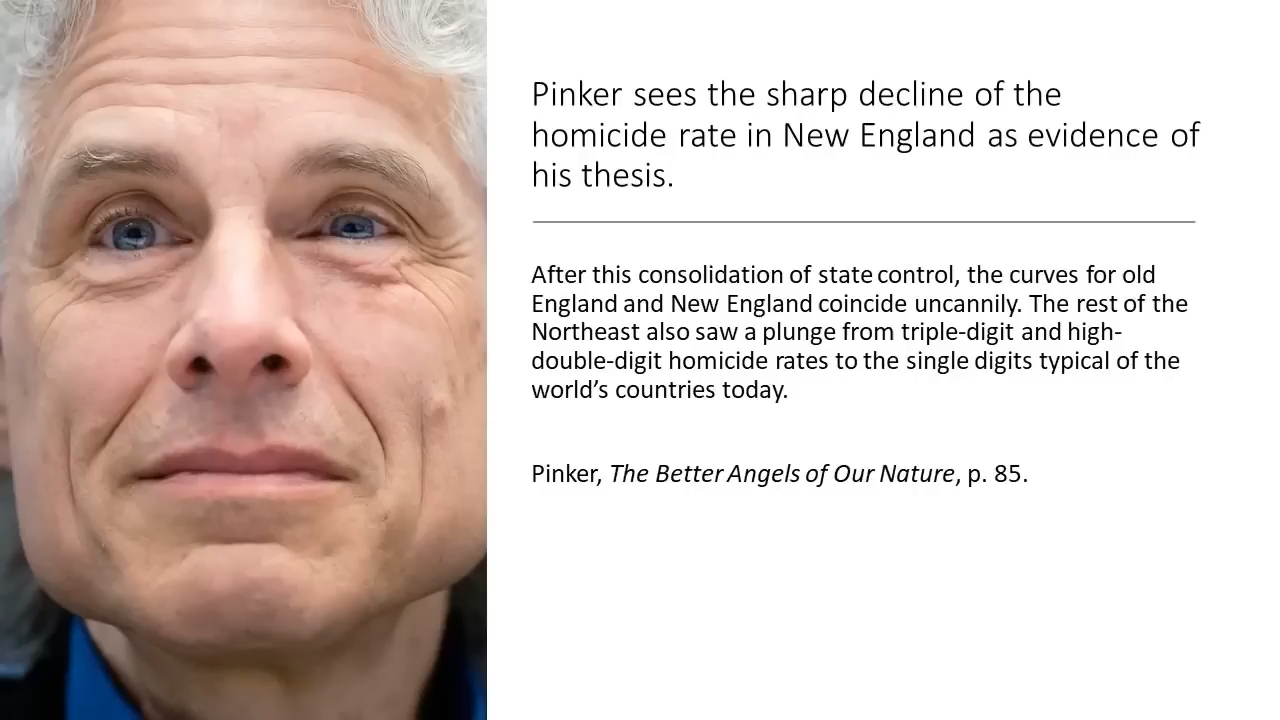 Pinker sees the sharp decline of the
homicide rate in New England as evidence of
his thesis.
After this consolidation of state control, the curves for old
England and New England coincide uncannily. The rest of the
Northeast also saw a plunge from triple-digit and high-
double-digit homicide rates to the single digits typical of the
world’s countries today.
Pinker, The Better Angels of Our Nature, p. 85.